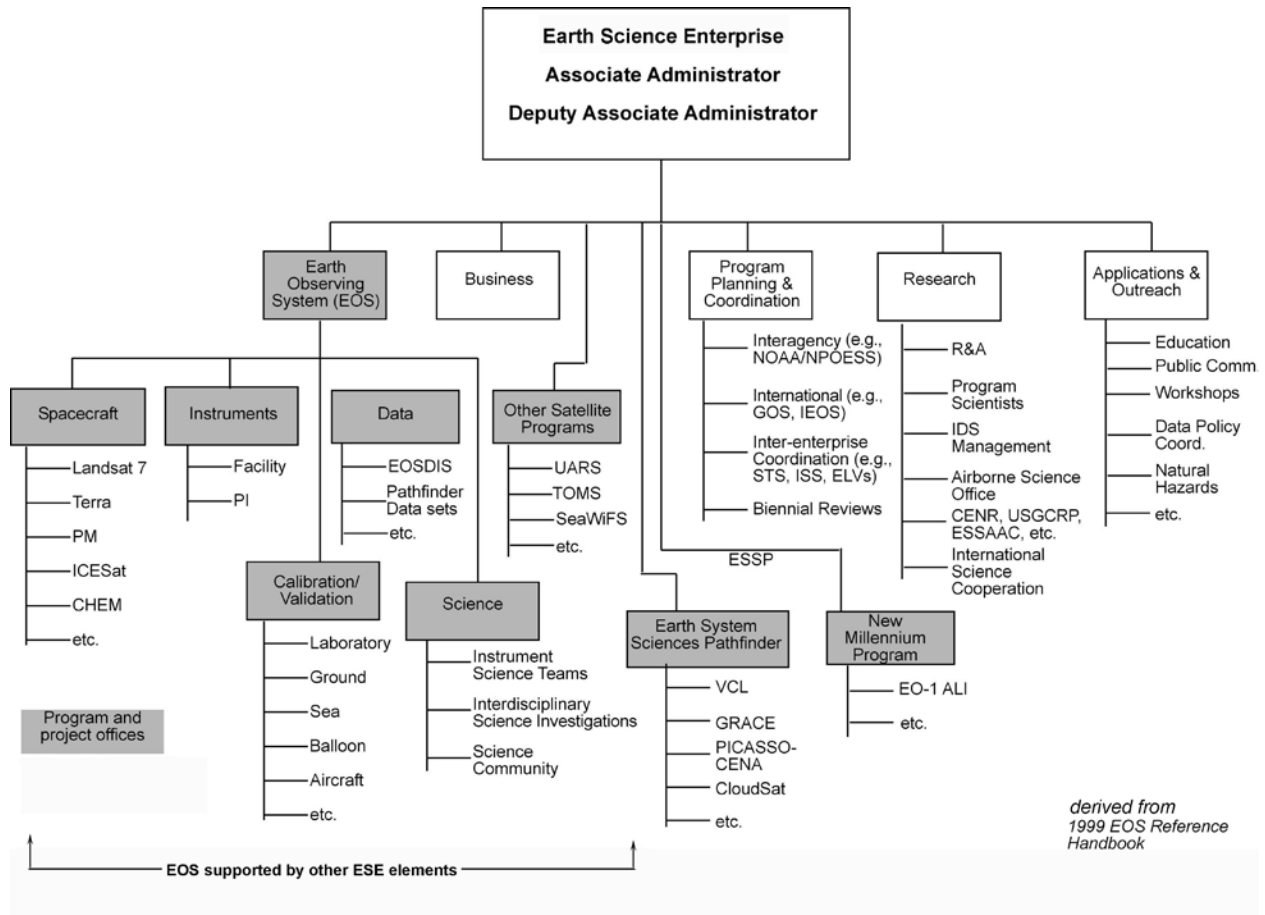 Earth Science Enterprise
Associate Administrator
Deputy Associate Administrator
Earth
Observing
System (EOS)
Business
Program
Planning &
Coordination
Research
Applications &
Outreach
Interagency (e.g.,
NOAA/NPOESS)
International (e.g.,
GOS, IEOS)
Inter-enterprise
Coordination (e.g.,
STS, ISS, ELVs)
Biennial Reviews
R&A
Program
Scientists
IDS
Management
Airborne Science
Office
CENR, USGCRP,
ESSAAC, etc.
International
Science
Cooperation
Education
Public Comm.
Workshops
Data Policy
Coord.
Natural
Hazards
etc.
Spacecraft
Landsat 7
Terra
PM
ICESat
CHEM
etc.
Instruments
Facility
PI
Data
EOSDIS
Pathfinder
Data sets
etc.
Other Satellite
Programs
UARS
TOMS
SeaWiFS
etc.
ESSP
Calibration/
Validation
Laboratory
Ground
Sea
Balloon
Aircraft
etc.
Science
Instrument
Science Teams
Interdisciplinary
Science Investigations
Science
Community
Earth System
Sciences Pathfinder
VCL
GRACE
PICASSO-
CENA
CloudSat
etc.
New
Millennium
Program
EO-1 ALI
etc.
Program and
project offices
EOS supported by other ESE elements
derived from
1999 EOS Reference
Handbook